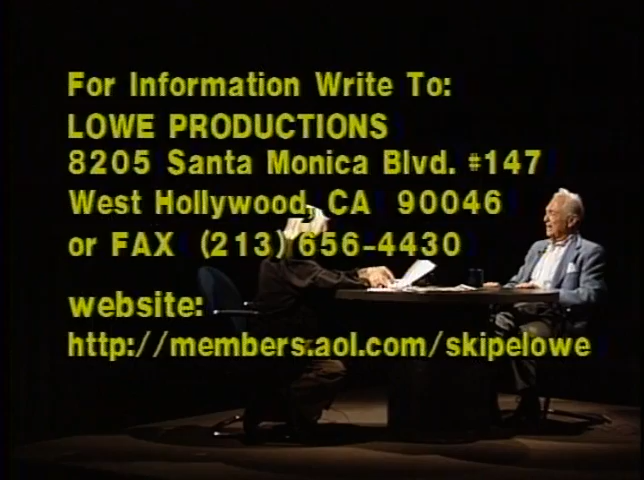 For Information Write To:
LOWE PRODUCTIONS
8205 Santa Monica Blvd. #147
West Hollywood, CA 90046
or FAX (213) 656-4430
website:
http://members.aol.com/skipelowe